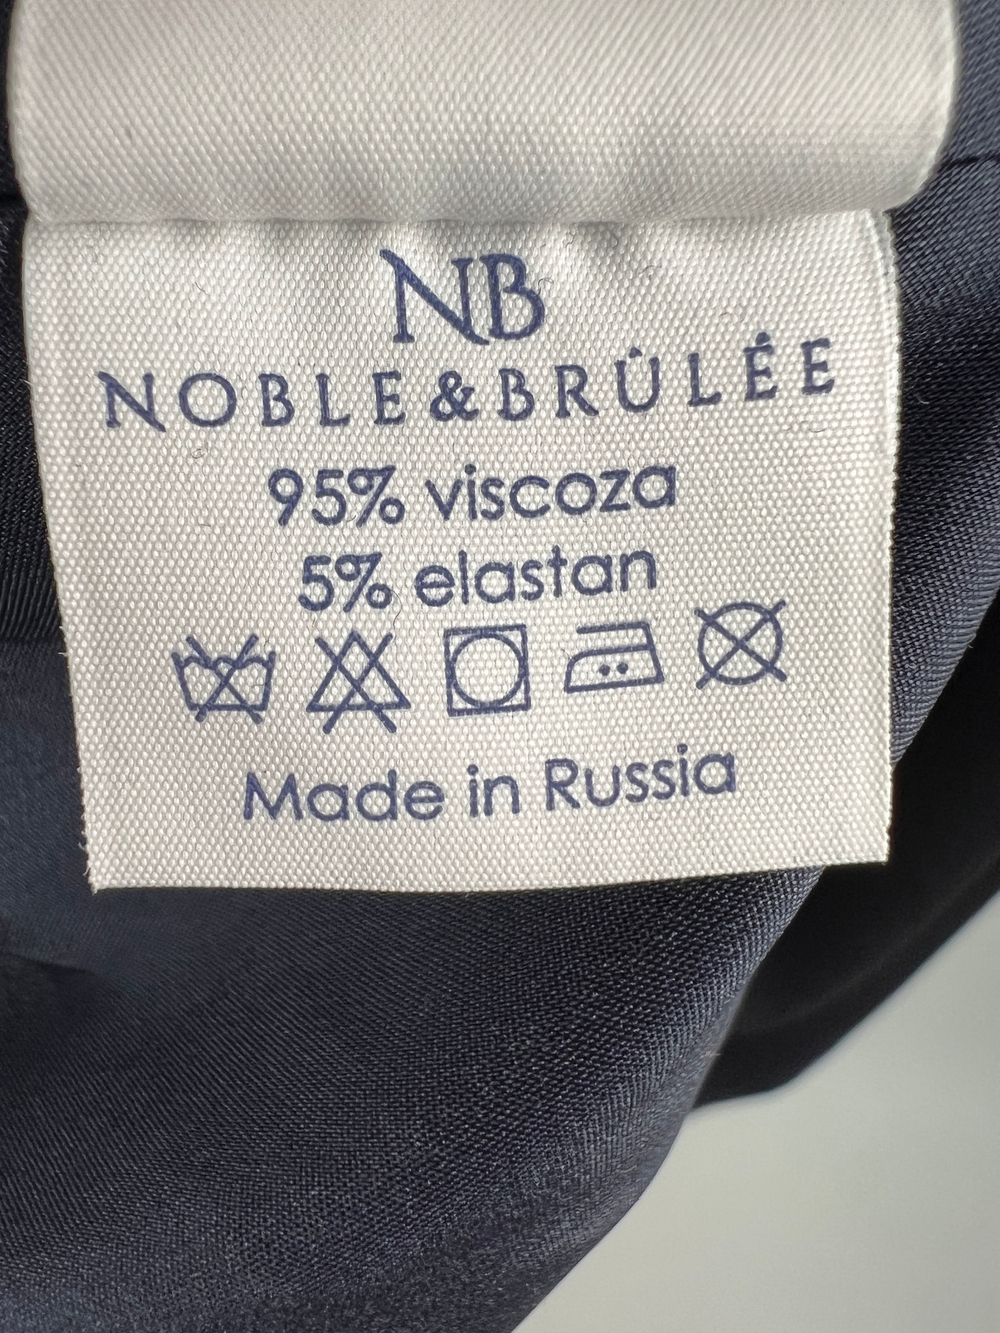 NB
NOBLE&BRÛLÉE
95% viscoza
5% elastan
Made in Russia